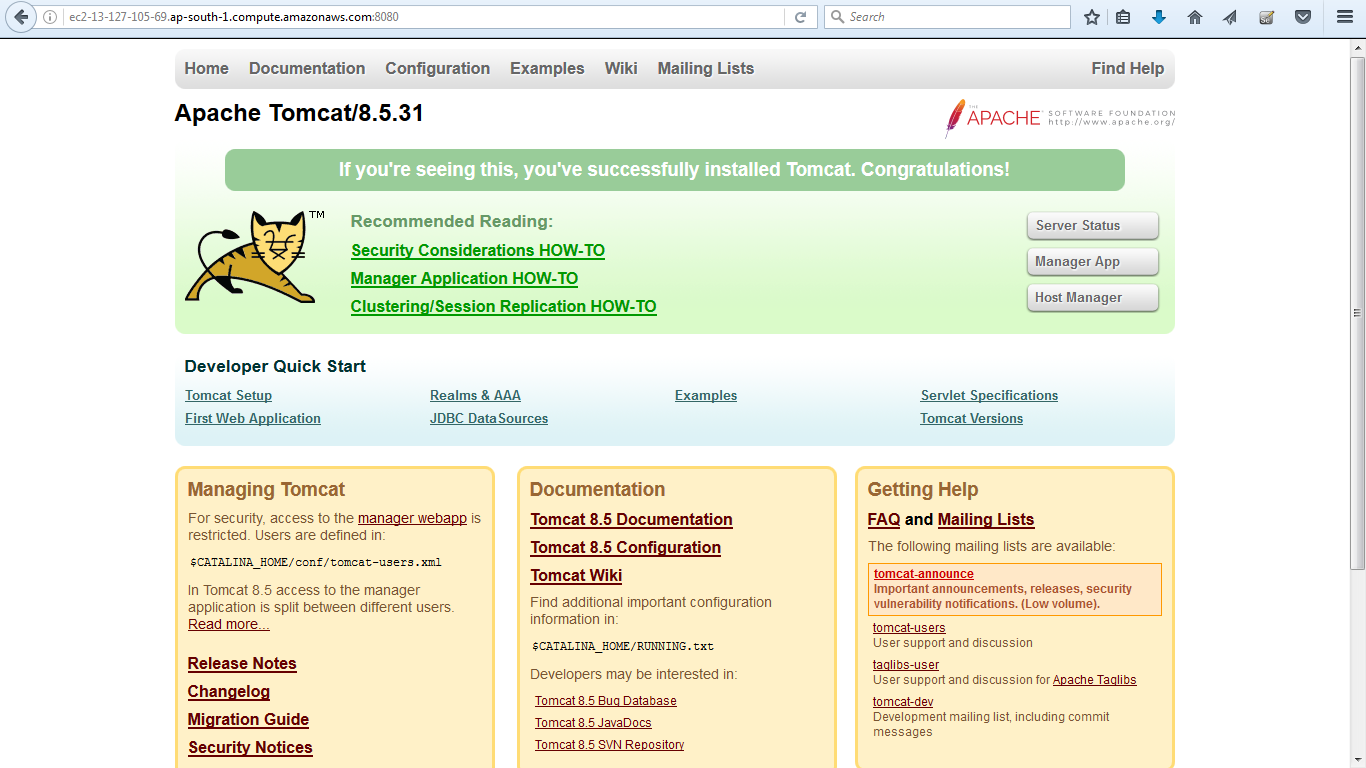 ec2-13-127-105-69.ap-south-1.compute.amazonaws.com:8080
Search
Home Documentation Configuration Examples Wiki Mailing Lists Find Help
Apache Tomcat/8.5.31
THE
APACHE™ SOFTWARE FOUNDATION
http://www.apache.org/
If you're seeing this, you've successfully installed Tomcat. Congratulations!
TM
Recommended Reading:
Security Considerations HOW-TO
Manager Application HOW-TO
Clustering/Session Replication HOW-TO
Server Status
Manager App
Host Manager
Developer Quick Start
Tomcat Setup
First Web Application
Realms & AAA
JDBC DataSources
Examples
Servlet Specifications
Tomcat Versions
Managing Tomcat
For security, access to the manager webapp is
restricted. Users are defined in:
$CATALINA_HOME/conf/tomcat-users.xml
In Tomcat 8.5 access to the manager
application is split between different users.
Read more...
Release Notes
Changelog
Migration Guide
Security Notices
Documentation
Tomcat 8.5 Documentation
Tomcat 8.5 Configuration
Tomcat Wiki
Find additional important configuration
information in:
$CATALINA_HOME/RUNNING.txt
Developers may be interested in:
Tomcat 8.5 Bug Database
Tomcat 8.5 JavaDocs
Tomcat 8.5 SVN Repository
Getting Help
FAQ and Mailing Lists
The following mailing lists are available:
tomcat-announce
Important announcements, releases, security
vulnerability notifications. (Low volume).
tomcat-users
User support and discussion
taglibs-user
User support and discussion for Apache Taglibs
tomcat-dev
Development mailing list, including commit
messages